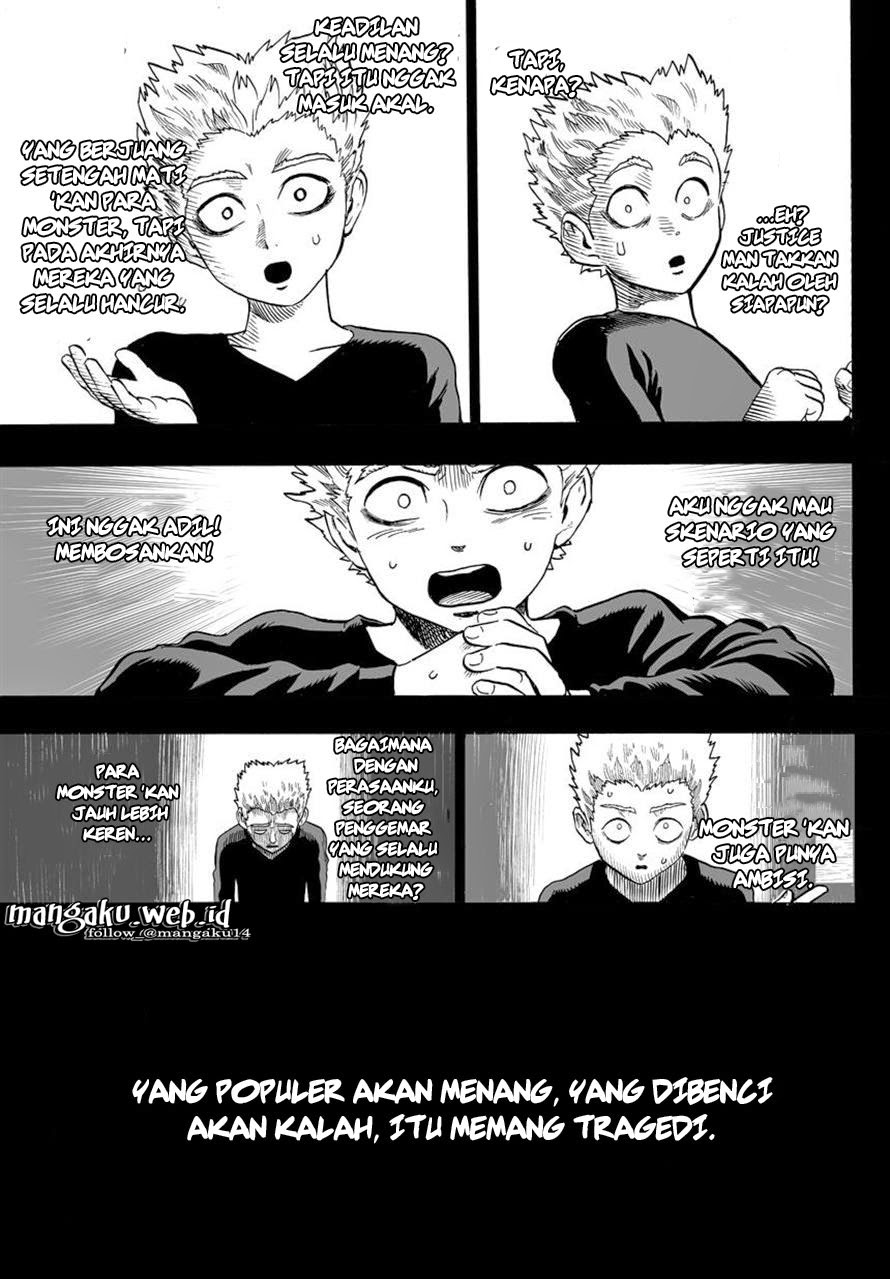 TAPI,
KENAPA?
...EH?
JUSTICE
MAN TAKKAN
KALAH OLEH
SIAPAPUN?
KEADILAN
SELALU MENANG?
TAPI ITU NGGAK
MASUK AKAL.
YANG BERJUANG
SETENGAH MATI
'KAN PARA
MONSTER, TAPI
PADA AKHIRNYA
MEREKA YANG
SELALU HANCUR.
AKU NGGAK MAU
SKENARIO YANG
SEPERTI ITU!
INI NGGAK ADIL!
MEMBOSANKAN!
MONSTER 'KAN
JUGA PUNYA
AMBISI.
BAGAIMANA
DENGAN
PERASAANKU,
SEORANG
PENGGEMAR
YANG SELALU
MENDUKUNG
MEREKA?
PARA
MONSTER 'KAN
JAUH LEBIH
KEREN...
mangaku.web.id
follow @mangaku14
YANG POPULER AKAN MENANG, YANG DIBENCI
AKAN KALAH, ITU MEMANG TRAGEDI.